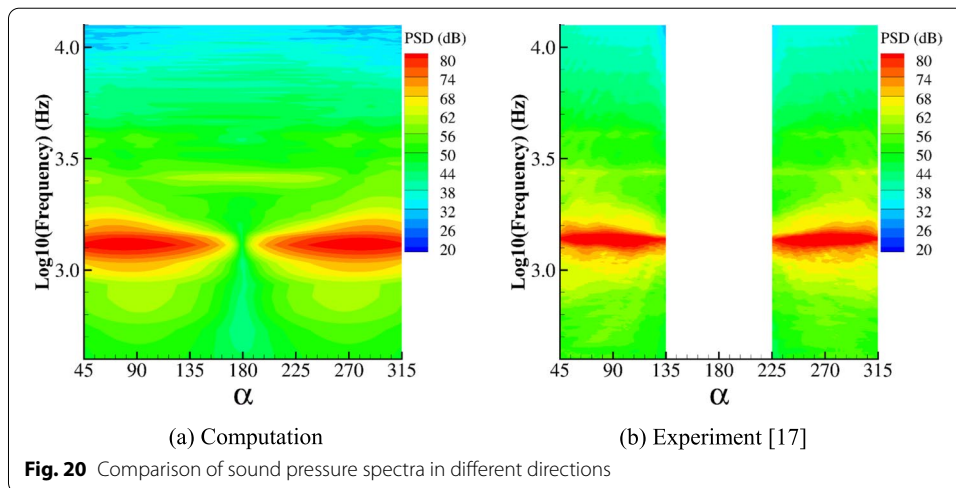 PSD (dB)
80
74
68
62
56
50
44
38
32
26
20
4.0
3.5
3.0
Log10(Frequency) (Hz)
45 90 135 180 225 270 315
α
(a) Computation
PSD (dB)
80
74
68
62
56
50
44
38
32
26
20
4.0
3.5
3.0
Log10(Frequency) (Hz)
45 90 135 180 225 270 315
α
(b) Experiment [17]
Fig. 20 Comparison of sound pressure spectra in different directions